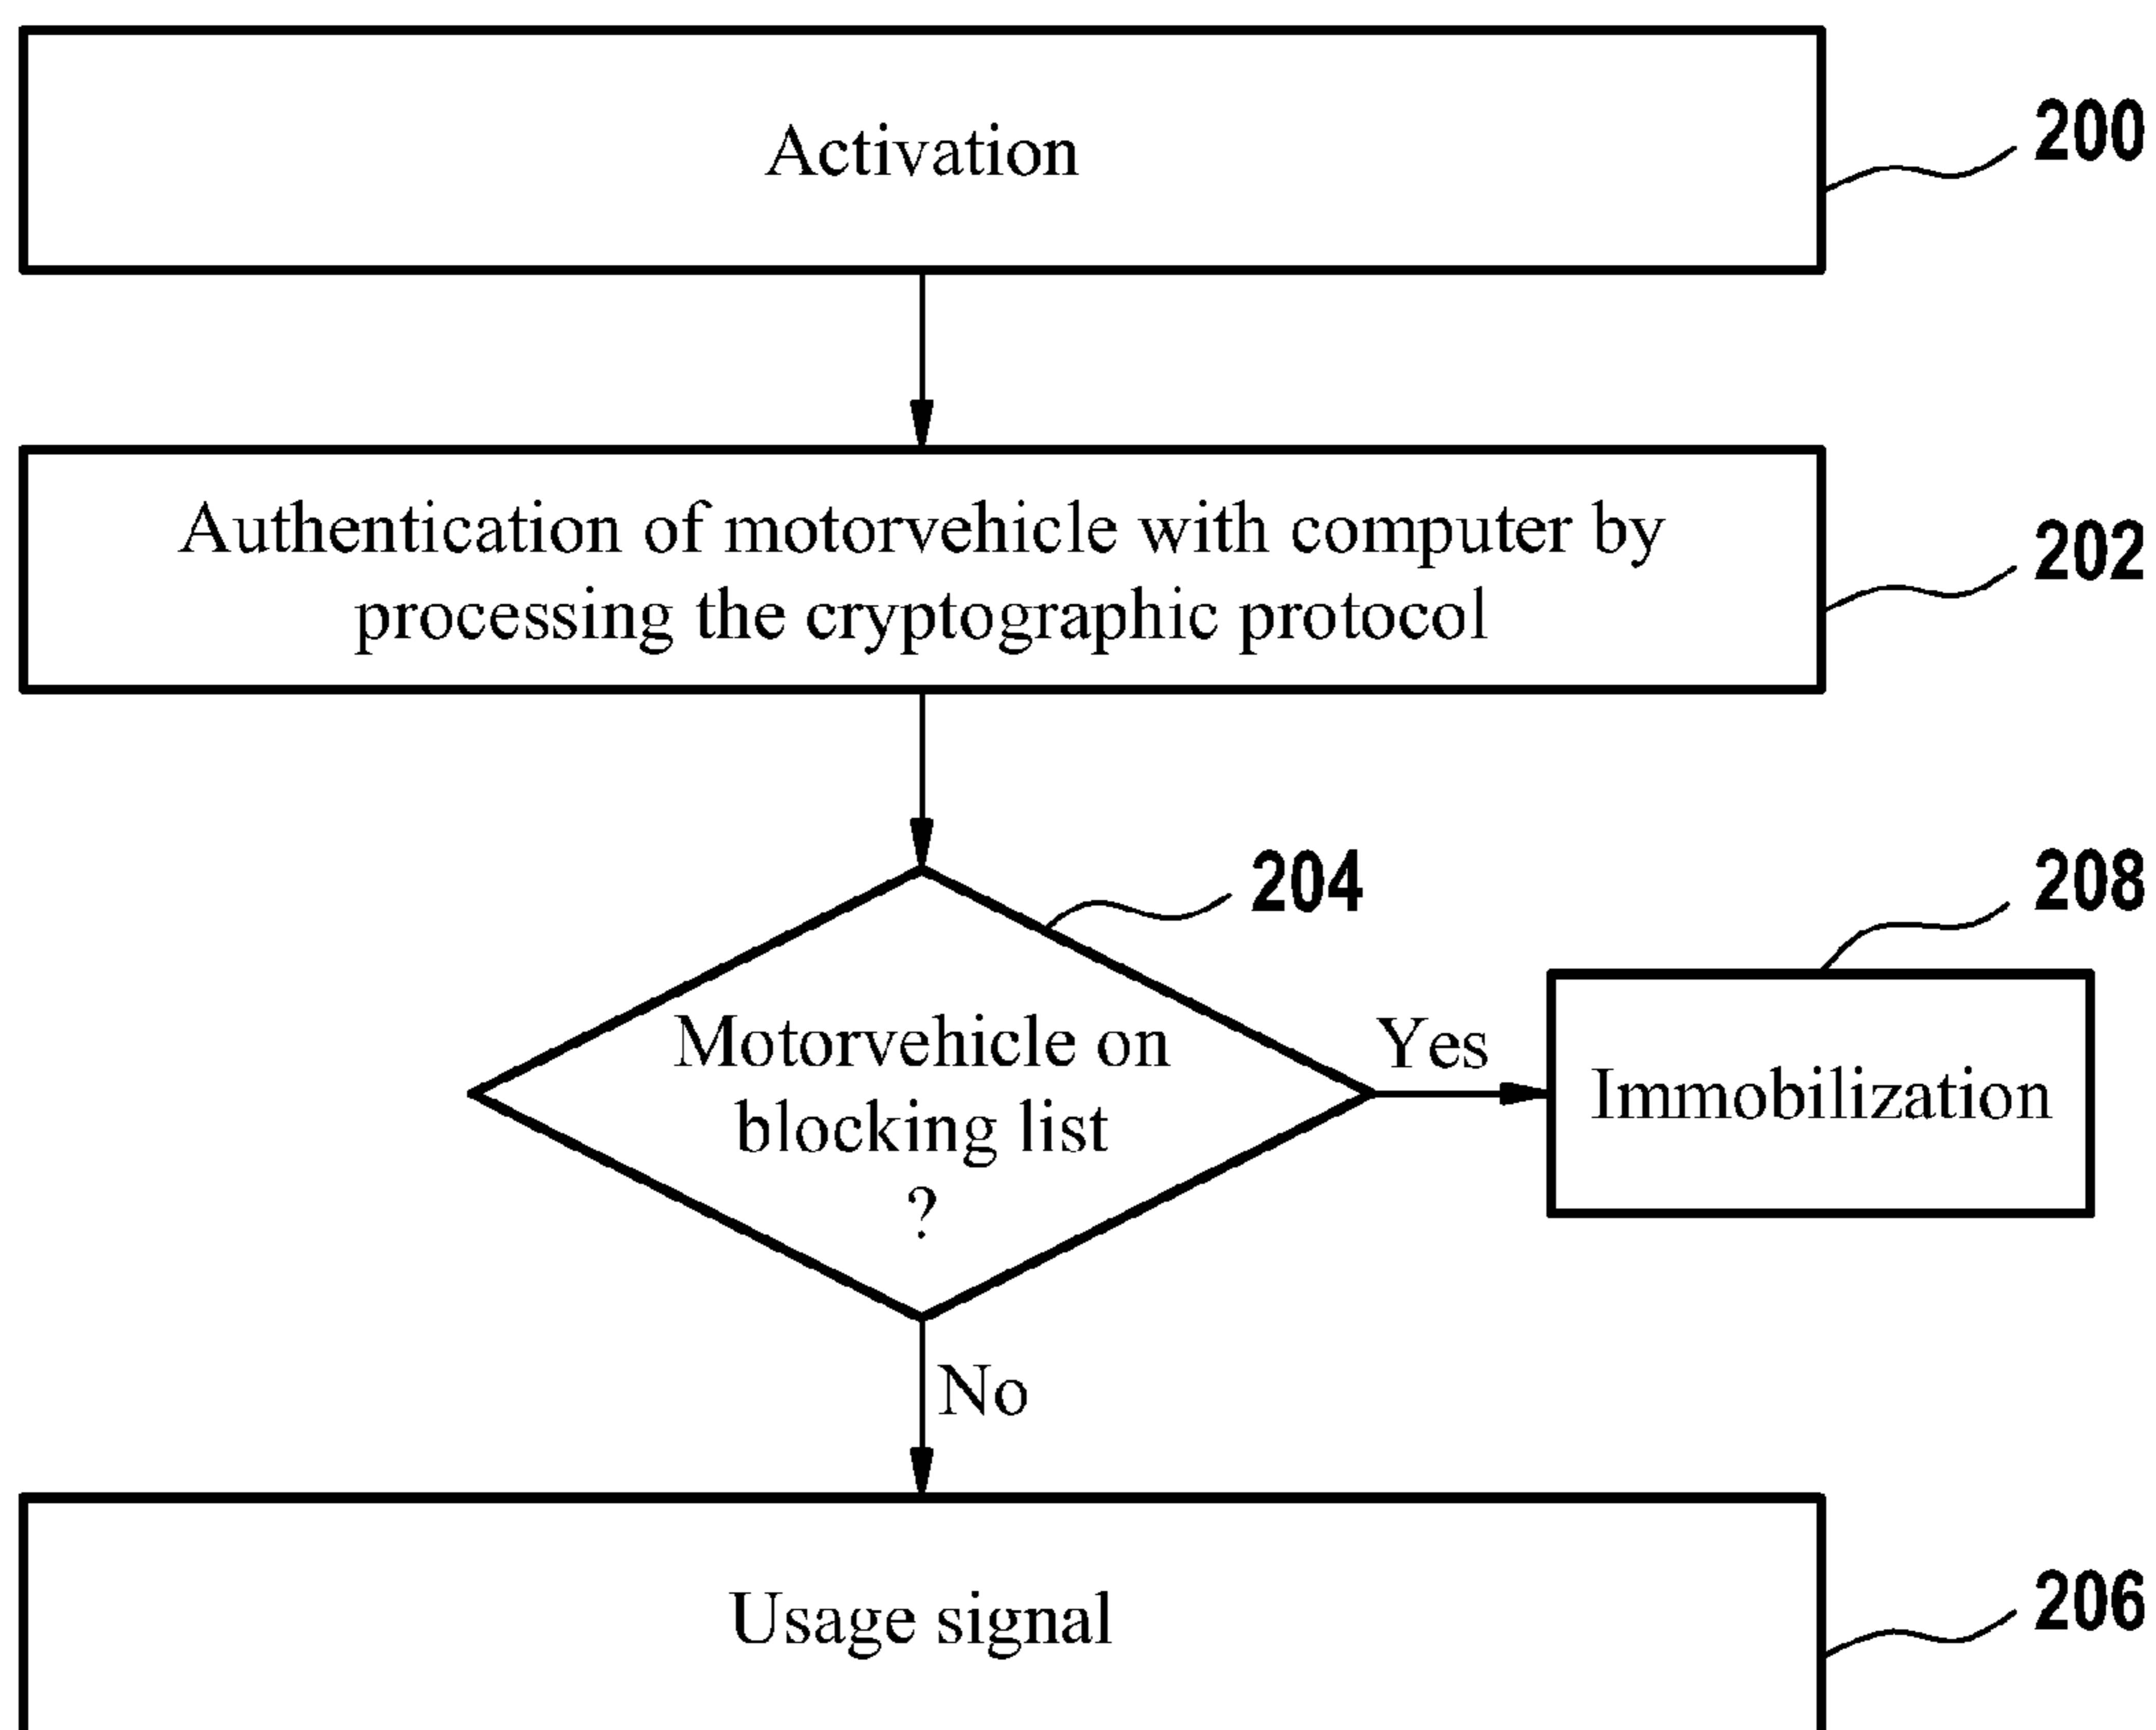 Activation
200
Authentication of motorvehicle with computer by
processing the cryptographic protocol
202
204
208
Motorvehicle on
blocking list
?
Yes
Immobilization
No
Usage signal
206